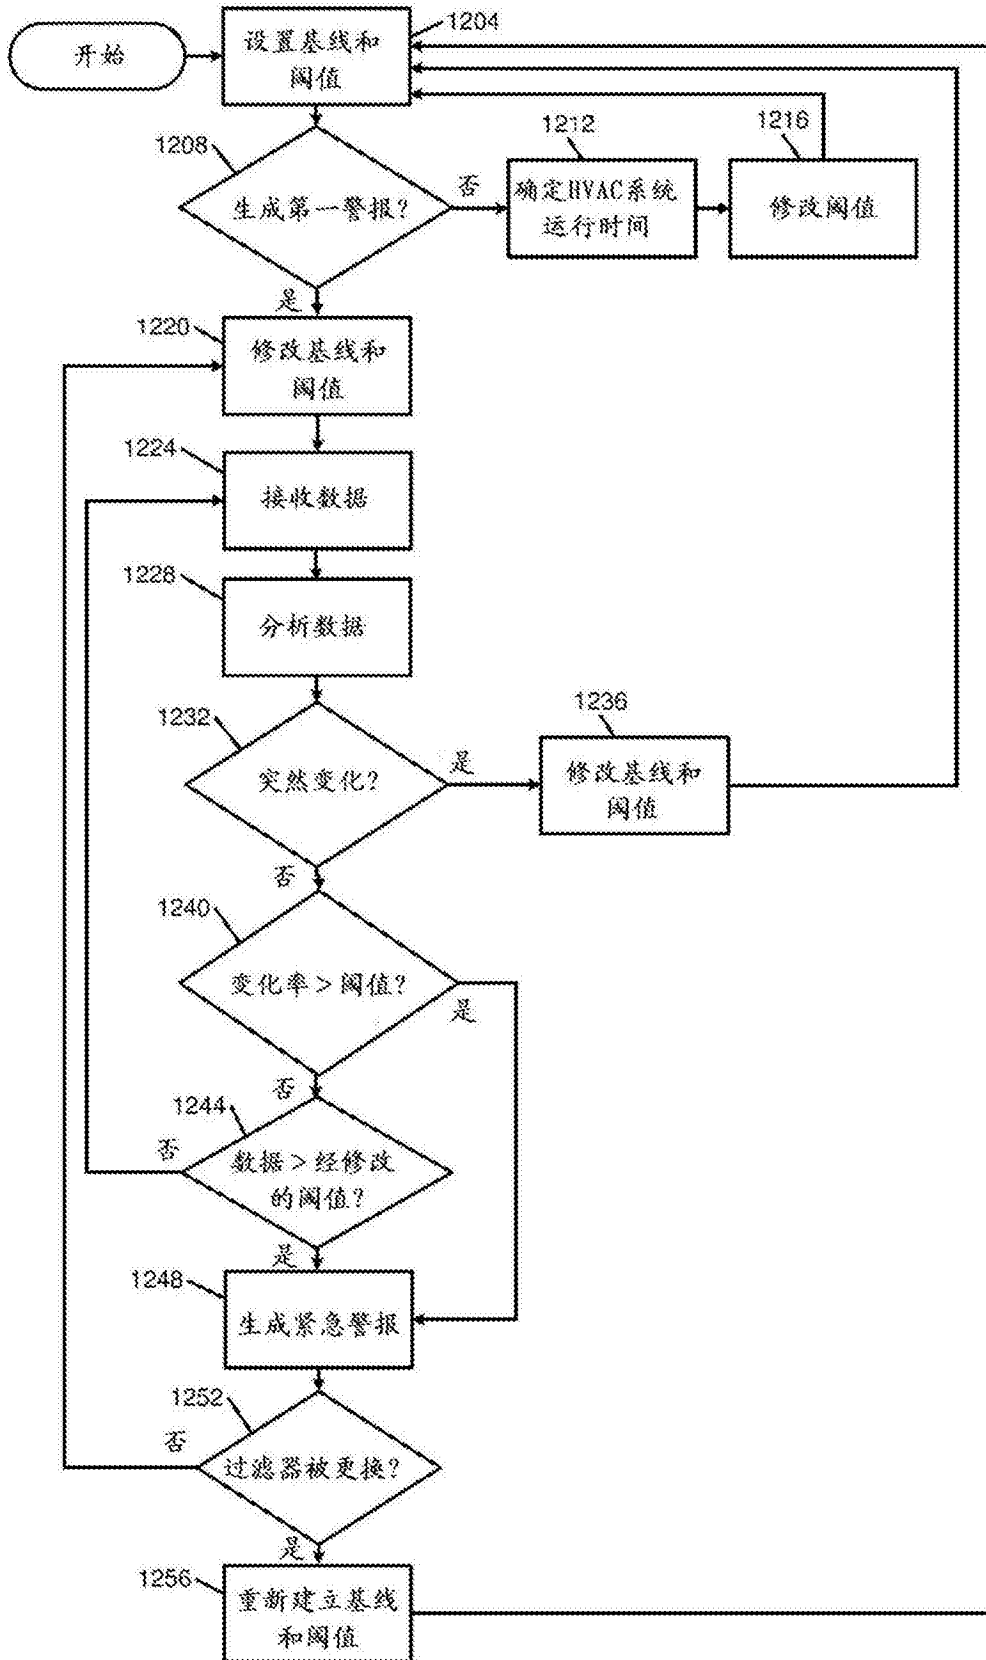 开始
设置基线和
阈值
1204
1208
生成第一警报?
否
1212
确定HVAC系统
运行时间
1216
修改阈值
是
1220
修改基线和
阈值
1224
接收数据
1228
分析数据
1232
突然变化?
是
1236
修改基线和
阈值
否
1240
变化率>阈值?
是
否
1244
否
数据>经修改
的阈值?
是
1248
生成紧急警报
1252
否
过滤器被更换?
是
1256
重新建立基线
和阈值